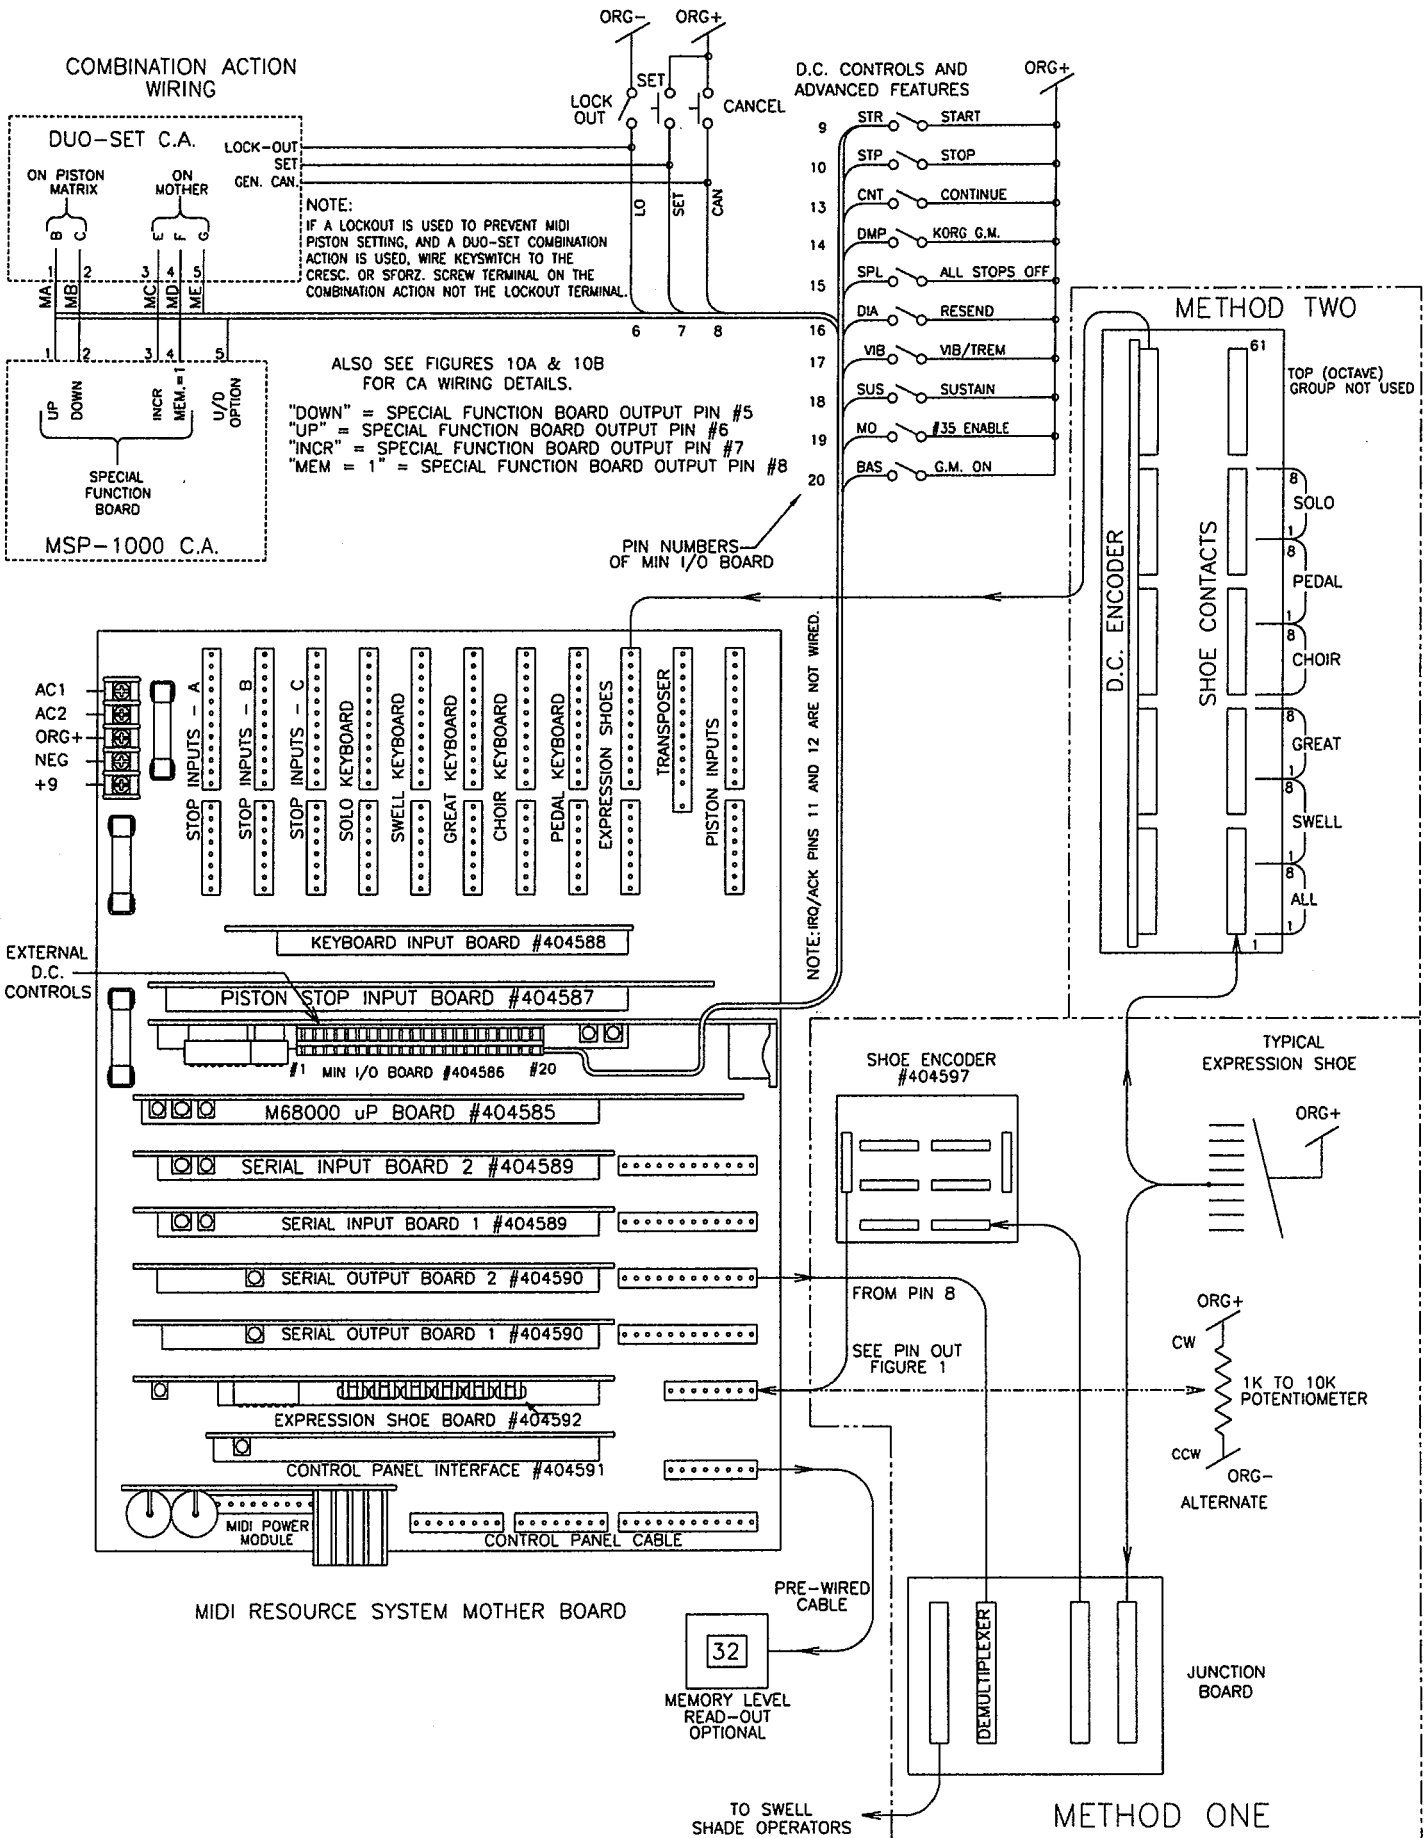 ORG- ORG+
COMBINATION ACTION
WIRING
SET
LOCK
OUT
CANCEL
DUO-SET C.A.
LOCK-OUT
SET
GEN. CAN.
ON PISTON
MATRIX
ON
MOTHER
B C E F G
1 2 3 4 5
MA MB MC MD ME
LO SET CAN
NOTE:
IF A LOCKOUT IS USED TO PREVENT MIDI
PISTON SETTING, AND A DUO-SET COMBINATION
ACTION IS USED, WIRE KEYSWITCH TO THE
CRESC. OR SFORZ. SCREW TERMINAL ON THE
COMBINATION ACTION NOT THE LOCKOUT TERMINAL.
6 7 8
1 2 3 4 5
UP
DOWN
INCR
MEM.=1
U/D
OPTION
SPECIAL
FUNCTION
BOARD
MSP-1000 C.A.
ALSO SEE FIGURES 10A & 10B
FOR CA WIRING DETAILS.
"DOWN" = SPECIAL FUNCTION BOARD OUTPUT PIN #5
"UP" = SPECIAL FUNCTION BOARD OUTPUT PIN #6
"INCR" = SPECIAL FUNCTION BOARD OUTPUT PIN #7
"MEM = 1" = SPECIAL FUNCTION BOARD OUTPUT PIN #8
D.C. CONTROLS AND
ADVANCED FEATURES
ORG+
9 STR START
10 STP STOP
13 CNT CONTINUE
14 DMP KORG G.M.
15 SPL ALL STOPS OFF
16 DIA RESEND
17 VIB VIB/TREM
18 SUS SUSTAIN
19 MO #35 ENABLE
20 BAS G.M. ON
PIN NUMBERS
OF MIN I/O BOARD
NOTE:IRQ/ACK PINS 11 AND 12 ARE NOT WIRED.
METHOD TWO
61
TOP (OCTAVE)
GROUP NOT USED
D.C. ENCODER
SHOE CONTACTS
8
SOLO
1
8
PEDAL
1
8
CHOIR
8
GREAT
1
8
SWELL
1
8
ALL
1
1
AC1
AC2
ORG+
NEG
+9
STOP INPUTS - A
STOP INPUTS - B
STOP INPUTS - C
SOLO KEYBOARD
SWELL KEYBOARD
GREAT KEYBOARD
CHOIR KEYBOARD
PEDAL KEYBOARD
EXPRESSION SHOES
TRANSPOSER
PISTON INPUTS
KEYBOARD INPUT BOARD #404588
EXTERNAL
D.C.
CONTROLS
PISTON STOP INPUT BOARD #404587
#1 MIN I/O BOARD #404586 #20
M68000 uP BOARD #404585
SERIAL INPUT BOARD 2 #404589
SERIAL INPUT BOARD 1 #404589
SERIAL OUTPUT BOARD 2 #404590
SERIAL OUTPUT BOARD 1 #404590
EXPRESSION SHOE BOARD #404592
CONTROL PANEL INTERFACE #404591
MIDI POWER
MODULE
CONTROL PANEL CABLE
MIDI RESOURCE SYSTEM MOTHER BOARD
SHOE ENCODER
#404597
TYPICAL
EXPRESSION SHOE
ORG+
FROM PIN 8
SEE PIN OUT
FIGURE 1
ORG+
CW
1K TO 10K
POTENTIOMETER
CCW
ORG-
ALTERNATE
PRE-WIRED
CABLE
32
MEMORY LEVEL
READ-OUT
OPTIONAL
DEMULTIPLEXER
JUNCTION
BOARD
TO SWELL
SHADE OPERATORS
METHOD ONE